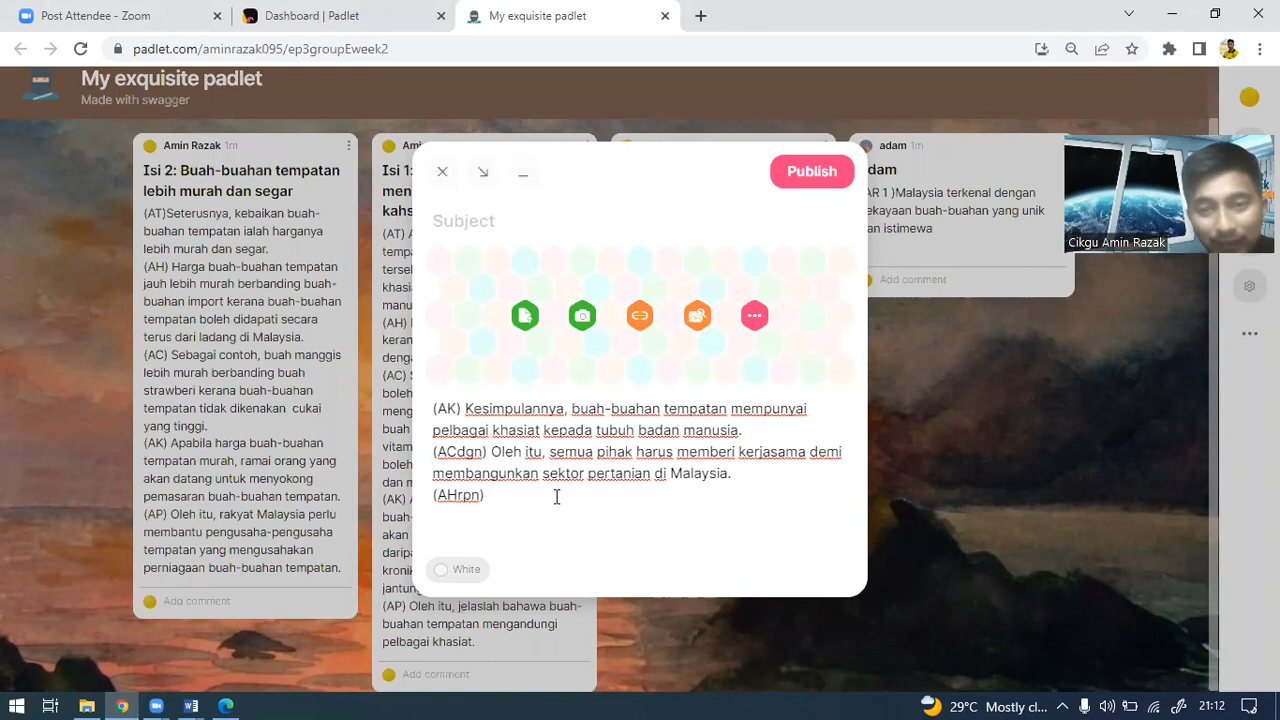 Post Attendee - Zoom
Dashboard | Padlet
My exquisite padlet
padlet.com/aminrazak095/ep3groupEweek2
My exquisite padlet
Made with swagger
Amin Razak 1m
Isi 2: Buah-buahan tempatan
lebih murah dan segar
(AT)Seterusnya, kebaikan buah-
buahan tempatan ialah harganya
lebih murah dan segar.
(AH) Harga buah-buahan tempatan
jauh lebih murah berbanding buah-
buahan import kerana buah-buahan
tempatan boleh didapati secara
terus dari ladang di Malaysia.
(AC) Sebagai contoh, buah manggis
lebih murah berbanding buah
strawberi kerana buah-buahan
tempatan tidak dikenakan cukai
yang tinggi.
(AK) Apabila harga buah-buahan
tempatan murah, ramai orang yang
akan datang untuk menyokong
pemasaran buah-buahan tempatan.
(AP) Oleh itu, rakyat Malaysia perlu
membantu pengusaha-pengusaha
tempatan yang mengusahakan
perniagaan buah-buahan tempatan.
Add comment
Isi 1:
(AT)
(AH)
(AC)
(AK)
(AP) Oleh itu, jelaslah bahawa buah-
buahan tempatan mengandungi
pelbagai khasiat.
Add comment
Publish
Subject
(AK) Kesimpulannya, buah-buahan tempatan mempunyai
pelbagai khasiat kepada tubuh badan manusia.
(ACdgn) Oleh itu, semua pihak harus memberi kerjasama demi
membangunkan sektor pertanian di Malaysia.
(AHrpn)
White
adam 1m
dam
AR 1 )Malaysia terkenal dengan
ekayaan buah-buahan yang unik
an istimewa
Add comment
Cikgu Amin Razak
29°C Mostly cl...
21:12